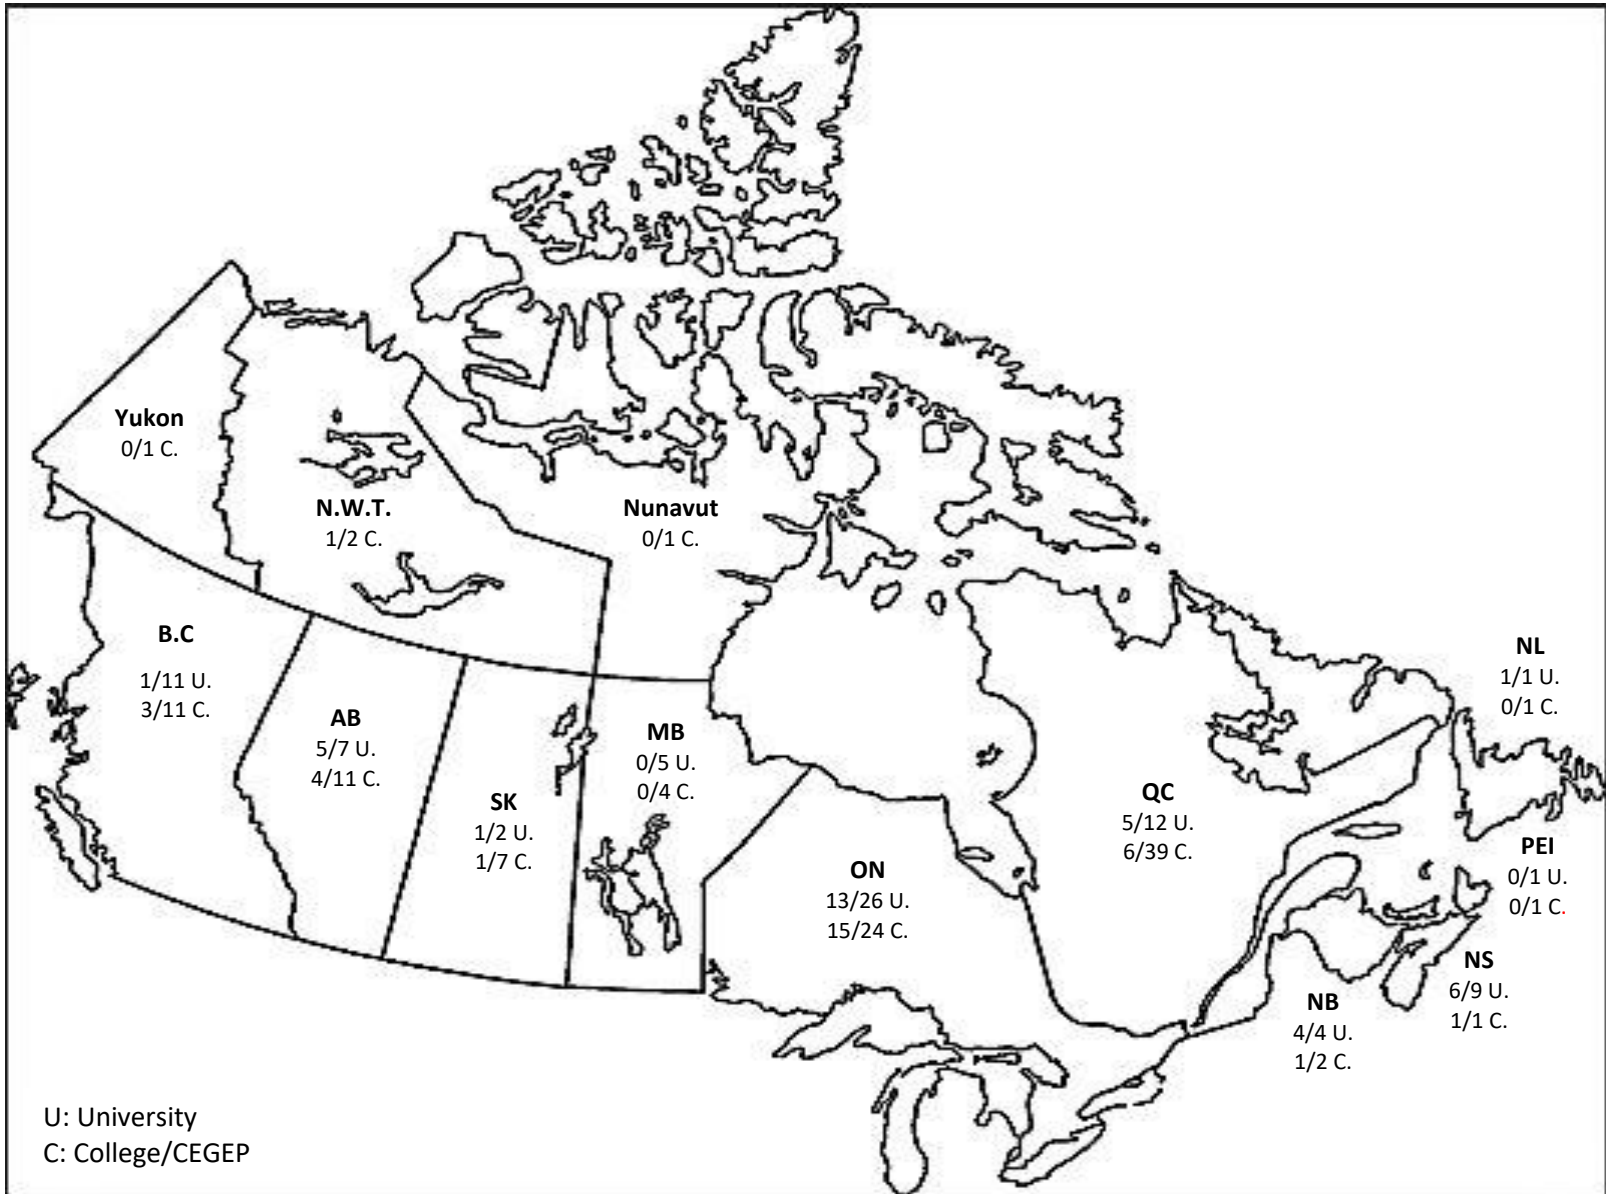 Yukon
0/1 C.
N.W.T.
1/2 C.
Nunavut
0/1 C.
B.C
1/11 U.
3/11 C.
AB
5/7 U.
4/11 C.
SK
1/2 U.
1/7 C.
MB
0/5 U.
0/4 C.
ON
13/26 U.
15/24 C.
QC
5/12 U.
6/39 C.
NL
1/1 U.
0/1 C.
PEI
0/1 U.
0/1 C.
NS
6/9 U.
1/1 C.
NB
4/4 U.
1/2 C.
U: University
C: College/CEGEP